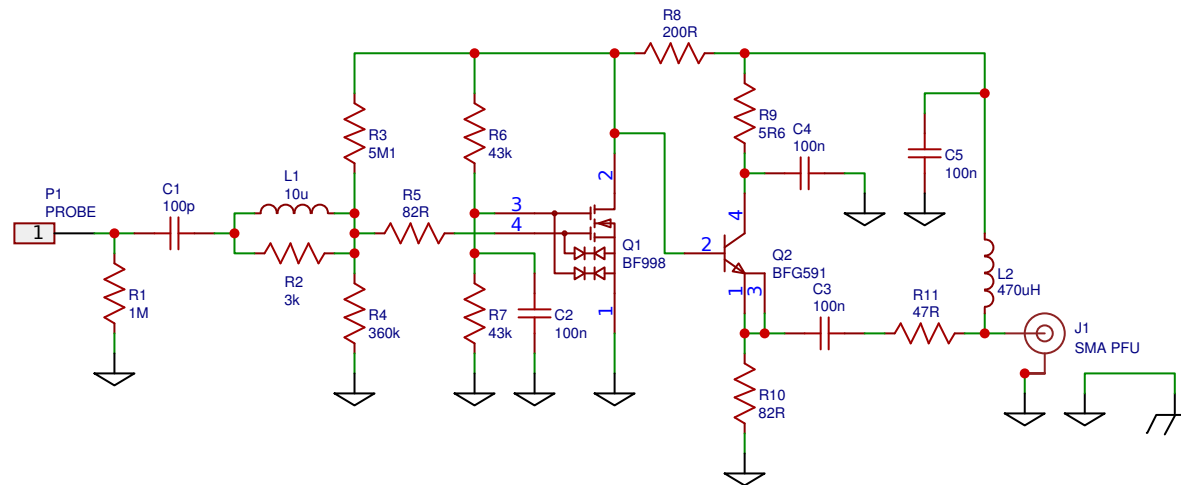 R8
200R
R3
5M1
R6
43k
R9
5R6
C4
100n
C5
100n
P1
PROBE
1
C1
100p
L1
10u
R5
82R
2
3
4
4
2
Q1
BF998
Q2
BFG591
R2
3k
R1
1M
R4
360k
R7
43k
C2
100n
1
1
3
C3
100n
R11
47R
L2
470uH
J1
SMA PFU
R10
82R